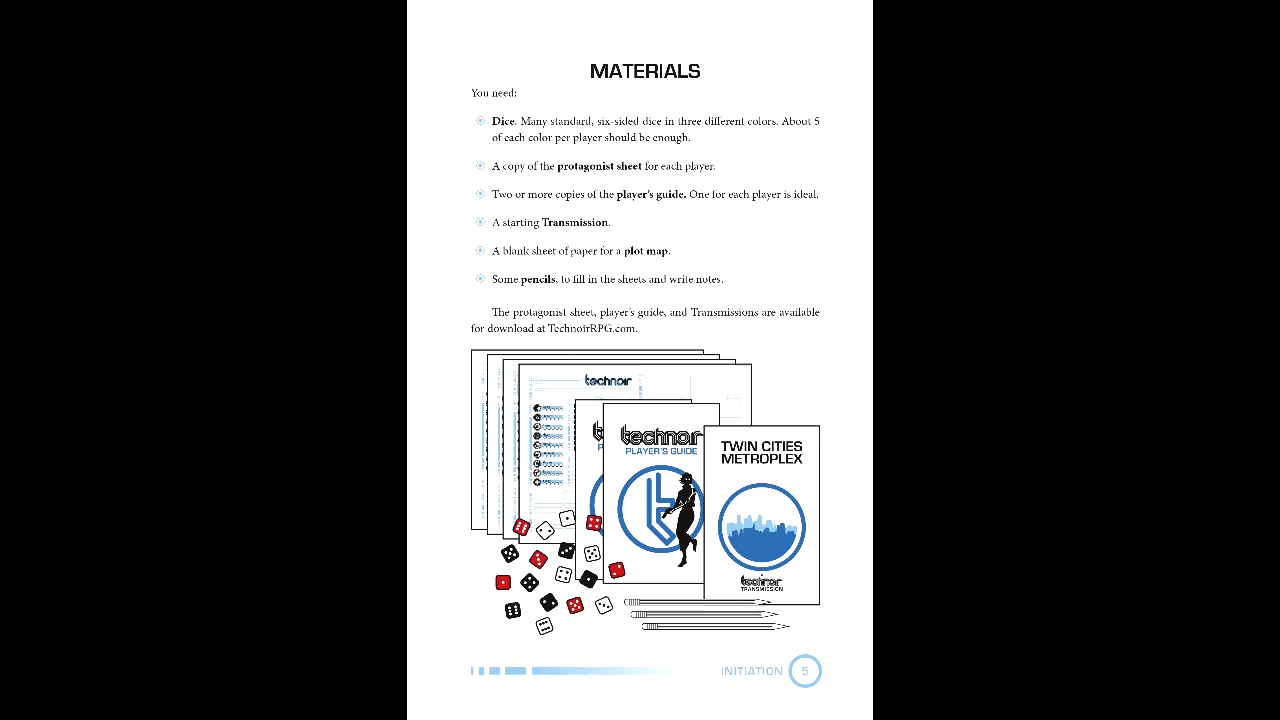 MATERIALS
You need:
Dice. Many standard, six-sided dice in three different colors. About 5
of each color per player should be enough.
A copy of the protagonist sheet for each player.
Two or more copies of the player's guide. One for each player is ideal.
A starting Transmission.
A blank sheet of paper for a plot map.
Some pencils, to fill in the sheets and write notes.
The protagonist sheet, player's guide, and Transmissions are available
for download at TechnoirRPG.com.
technoir
technoir
PLAYER'S GUIDE
TWIN CITIES
METROPLEX
technoir
TRANSMISSION
INITIATION 5